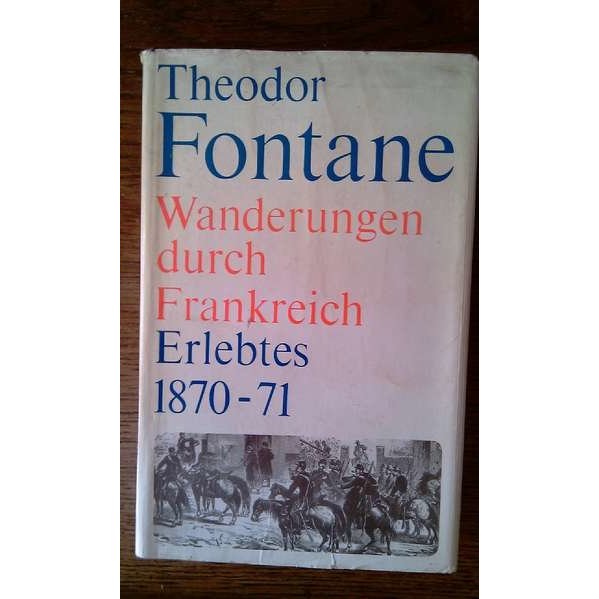 Theodor
Fontane
Wanderungen
durch
Frankreich
Erlebtes
1870-71